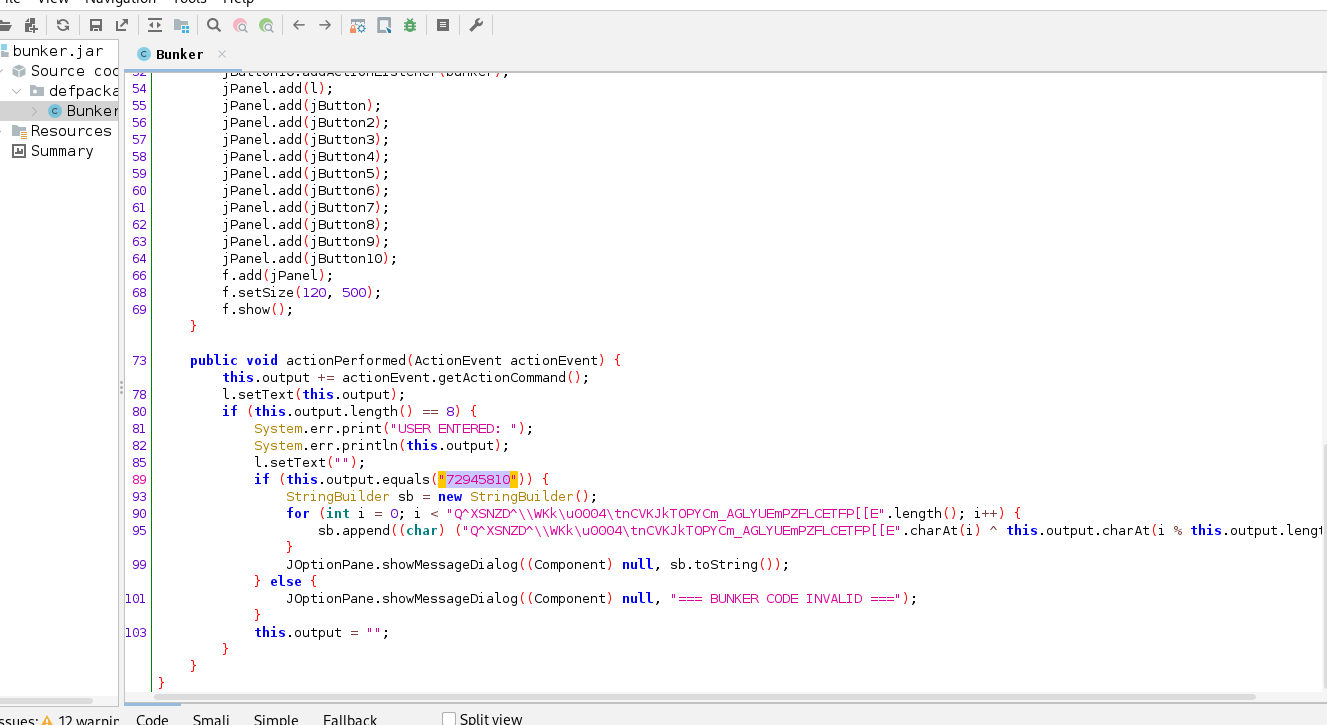 View
Navigation
Tools
Help
bunker.jar
Bunker
Source coc
defpacka
Bunker
Resources
Summary
54 jPanel.add(l);
55 jPanel.add(jButton);
56 jPanel.add(jButton2);
57 jPanel.add(jButton3);
58 jPanel.add(jButton4);
59 jPanel.add(jButton5);
60 jPanel.add(jButton6);
61 jPanel.add(jButton7);
62 jPanel.add(jButton8);
63 jPanel.add(jButton9);
64 jPanel.add(jButton10);
66 f.add(jPanel);
68 f.setSize(120, 500);
69 f.show();
}
73 public void actionPerformed(ActionEvent actionEvent) {
this.output += actionEvent.getActionCommand();
78 l.setText(this.output);
80 if (this.output.length() == 8) {
81 System.err.print("USER ENTERED: ");
82 System.err.println(this.output);
85 l.setText("");
89 if (this.output.equals("72945810")) {
93 StringBuilder sb = new StringBuilder();
90 for (int i = 0; i < "Q^XSNZD^\\WKk\u0004\tnCVKJkTOPYCm_AGLYUEmPZFLCETFP[[E".length(); i++) {
95 sb.append((char) ("Q^XSNZD^\\WKk\u0004\tnCVKJkTOPYCm_AGLYUEmPZFLCETFP[[E".charAt(i) ^ this.output.charAt(i % this.output.lengt
}
99 JOptionPane.showMessageDialog((Component) null, sb.toString());
} else {
101 JOptionPane.showMessageDialog((Component) null, "=== BUNKER CODE INVALID ===");
}
103 this.output = "";
}
}
}
ssues: 12 warnin
Code Smali Simple Fallback Split view